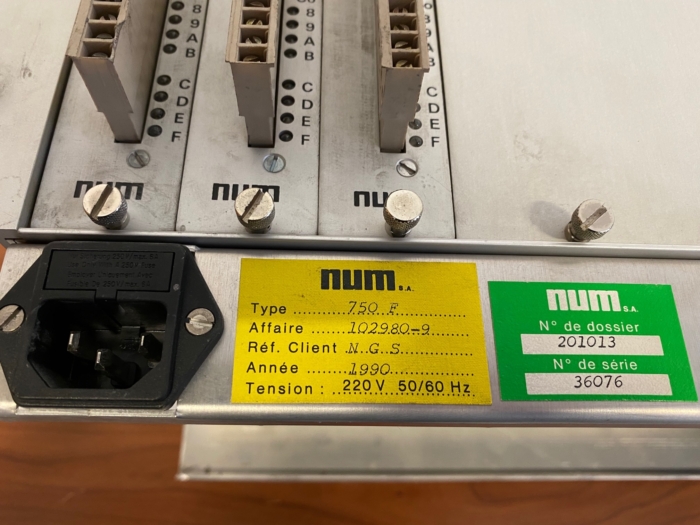 8
9
A
B
C
D
E
F
num
8
9
A
B
C
D
E
F
num
8
9
A
B
C
D
E
F
num S.A.
Type ........ 750 F
Affaire ...... 102980-9
Réf. Client N G S
Année ....... 1990
Tension : 220 V 50/60 Hz
num S.A.
N° de dossier
201013
N° de série
36076